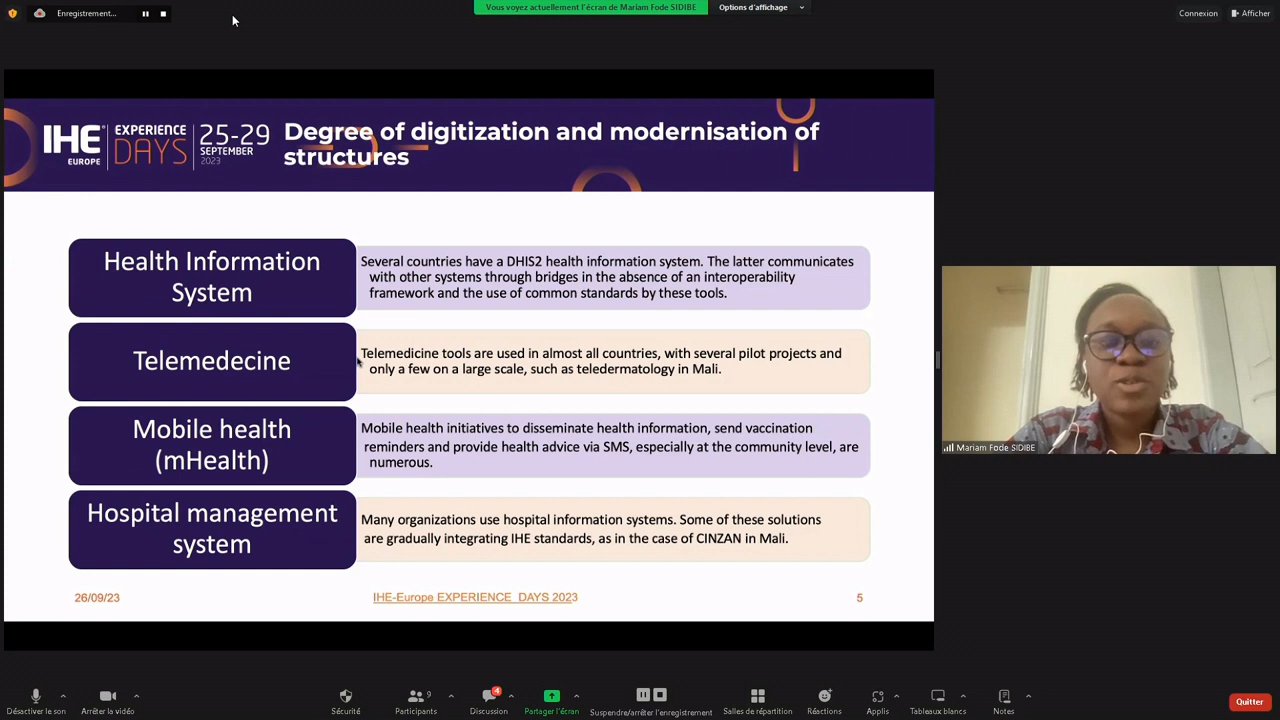 Enregistrement...
Vous voyez actuellement l'écran de Mariam Fode SIDIBE
Options d'affichage
Connexion
Afficher
IHE
EUROPE
EXPERIENCE
DAYS
25-29
SEPTEMBER
2023
Degree of digitization and modernisation of
structures
Health Information
System
Several countries have a DHIS2 health information system. The latter communicates
with other systems through bridges in the absence of an interoperability
framework and the use of common standards by these tools.
Telemedecine
Telemedicine tools are used in almost all countries, with several pilot projects and
only a few on a large scale, such as teledermatology in Mali.
Mobile health
(mHealth)
Mobile health initiatives to disseminate health information, send vaccination
reminders and provide health advice via SMS, especially at the community level, are
numerous.
Hospital management
system
Many organizations use hospital information systems. Some of these solutions
are gradually integrating IHE standards, as in the case of CINZAN in Mali.
26/09/23
IHE-Europe EXPERIENCE_DAYS 2023
5
Mariam Fode SIDIBE
Désactiver le son
Arrêter la vidéo
Sécurité
9
Participants
4
Discussion
Partager l'écran
Suspendre/arrêter l'enregistrement
Salles de répartition
Réactions
Applis
Tableaux blancs
Notes
Quitter